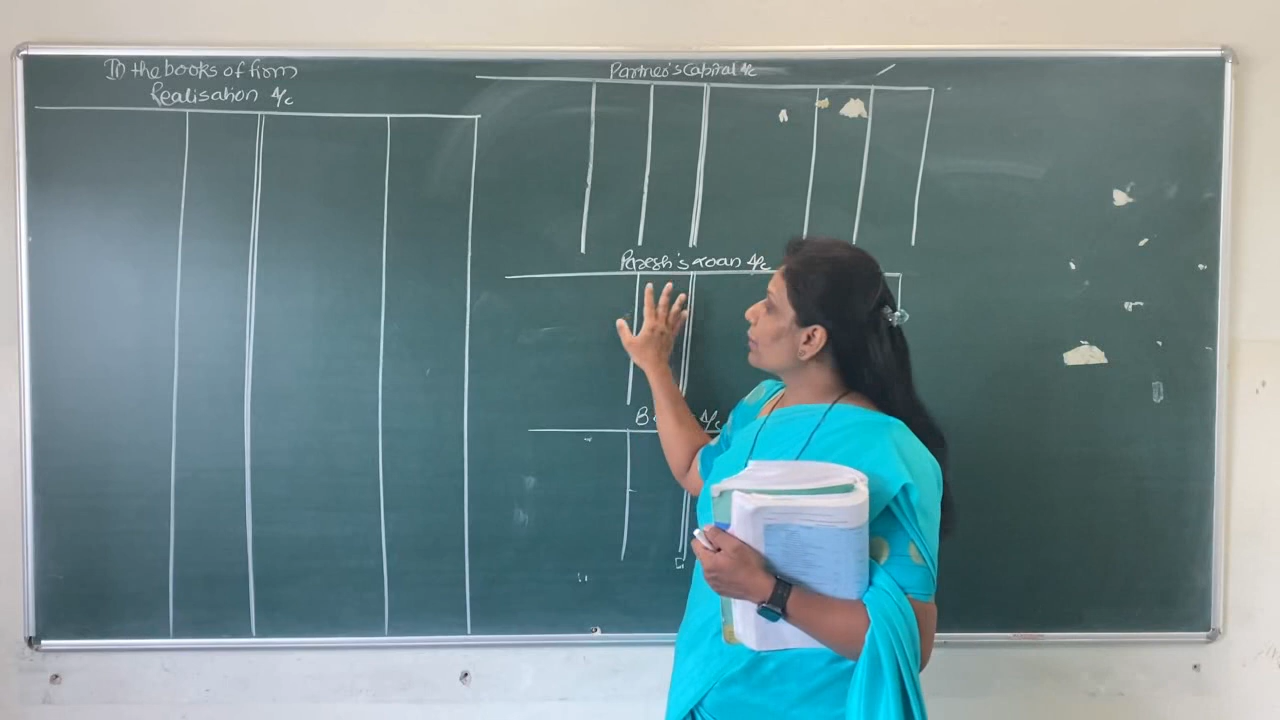 In the books of firm
Realisation A/c
Partner's Capital A/c
Paresh's Loan A/c
A/c